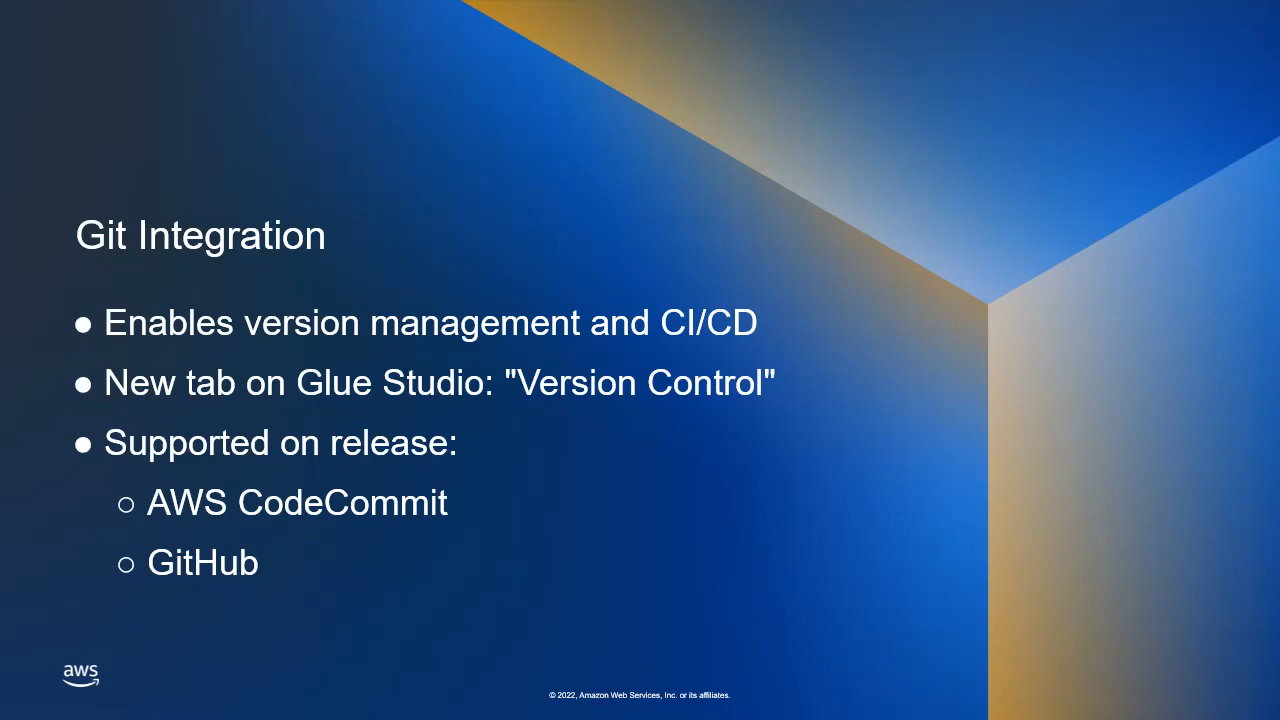 Git Integration
● Enables version management and CI/CD
● New tab on Glue Studio: "Version Control"
● Supported on release:
○ AWS CodeCommit
○ GitHub
aws
© 2022, Amazon Web Services, Inc. or its affiliates.